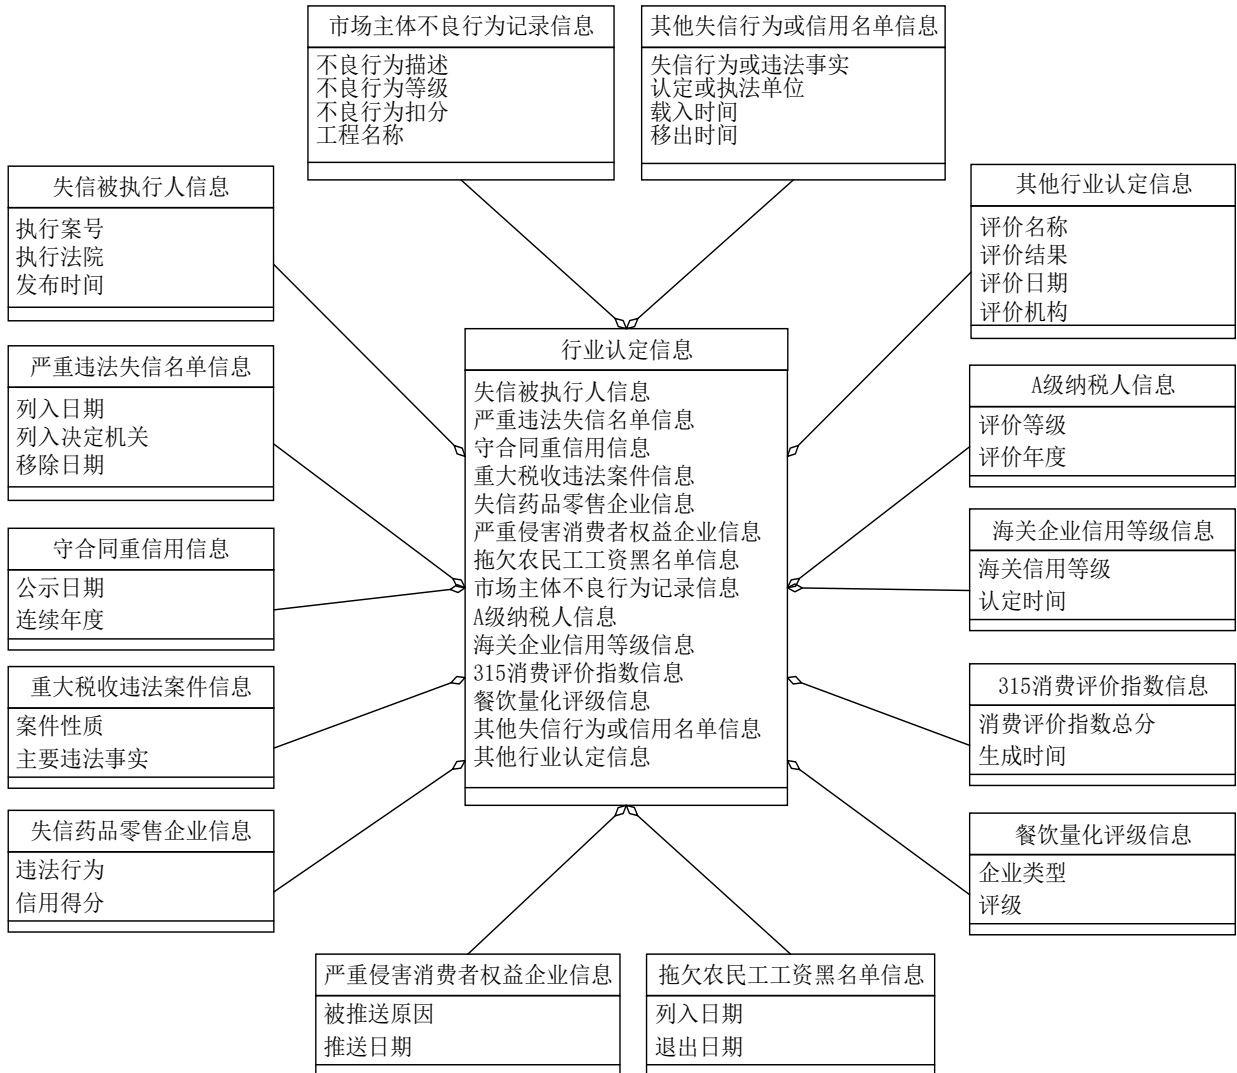 市场主体不良行为记录信息
不良行为描述
不良行为等级
不良行为扣分
工程名称
其他失信行为或信用名单信息
失信行为或违法事实
认定或执法单位
载入时间
移出时间
失信被执行人信息
执行案号
执行法院
发布时间
其他行业认定信息
评价名称
评价结果
评价日期
评价机构
严重违法失信名单信息
列入日期
列入决定机关
移除日期
行业认定信息
失信被执行人信息
严重违法失信名单信息
守合同重信用信息
重大税收违法案件信息
失信药品零售企业信息
严重侵害消费者权益企业信息
拖欠农民工工资黑名单信息
市场主体不良行为记录信息
A级纳税人信息
海关企业信用等级信息
315消费评价指数信息
餐饮量化评级信息
其他失信行为或信用名单信息
其他行业认定信息
A级纳税人信息
评价等级
评价年度
守合同重信用信息
公示日期
连续年度
海关企业信用等级信息
海关信用等级
认定时间
重大税收违法案件信息
案件性质
主要违法事实
315消费评价指数信息
消费评价指数总分
生成时间
失信药品零售企业信息
违法行为
信用得分
餐饮量化评级信息
企业类型
评级
严重侵害消费者权益企业信息
被推送原因
推送日期
拖欠农民工工资黑名单信息
列入日期
退出日期